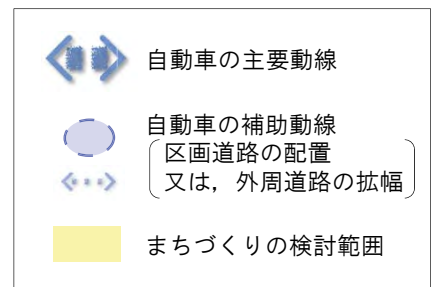 自動車の主要動線
自動車の補助動線
区画道路の配置
又は，外周道路の拡幅
まちづくりの検討範囲